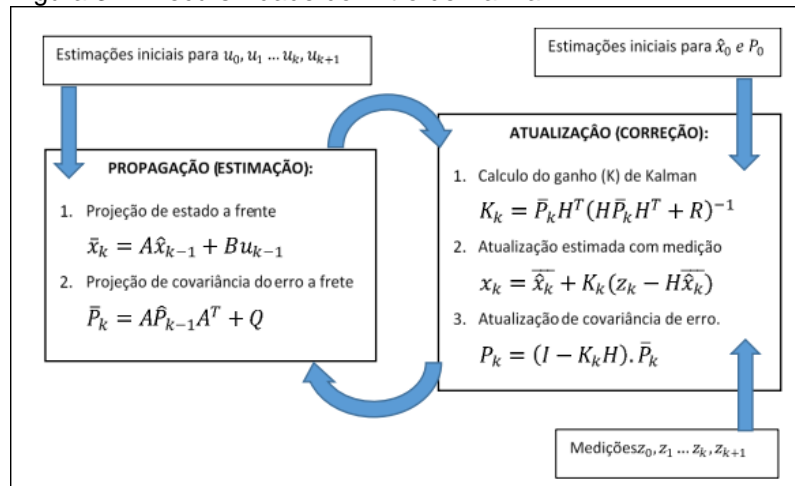 Estimações iniciais para u₀, u₁ … uₖ, uₖ₊₁
Estimações iniciais para x̂₀ e P₀
PROPAGAÇÃO (ESTIMAÇÃO):
1. Projeção de estado a frente
x̄ₖ = Ax̂ₖ₋₁ + Buₖ₋₁
2. Projeção de covariância do erro a frete
P̄ₖ = AP̂ₖ₋₁Aᵀ + Q
ATUALIZAÇÂO (CORREÇÃO):
1. Calculo do ganho (K) de Kalman
Kₖ = P̄ₖHᵀ(HP̄ₖHᵀ + R)⁻¹
2. Atualização estimada com medição
xₖ = x̂̅ₖ + Kₖ(zₖ − Hx̂̅ₖ)
3. Atualização de covariância de erro.
Pₖ = (I − KₖH). P̄ₖ
Medições z₀, z₁ … zₖ, zₖ₊₁